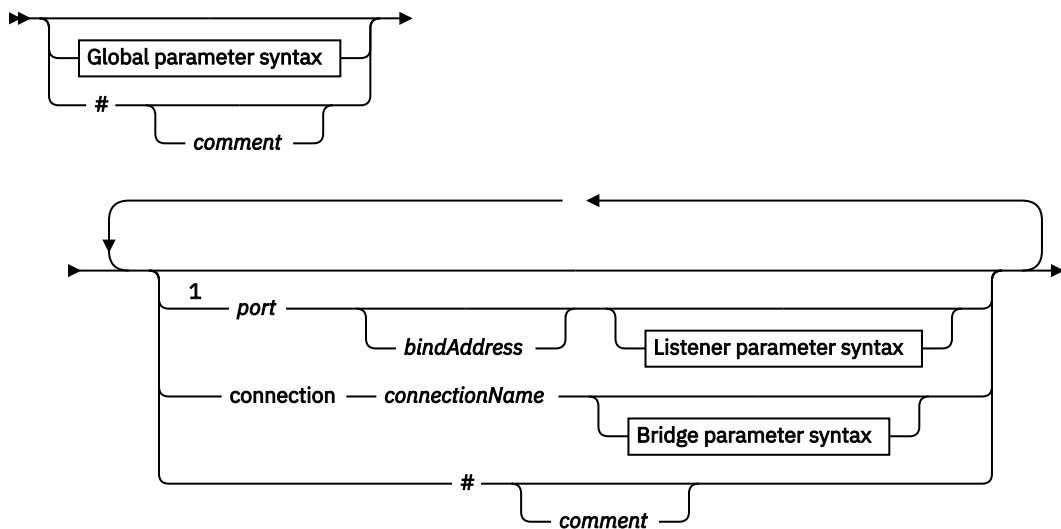 Global parameter syntax
#
comment
1
port
bindAddress
Listener parameter syntax
connection connectionName
Bridge parameter syntax
#
comment